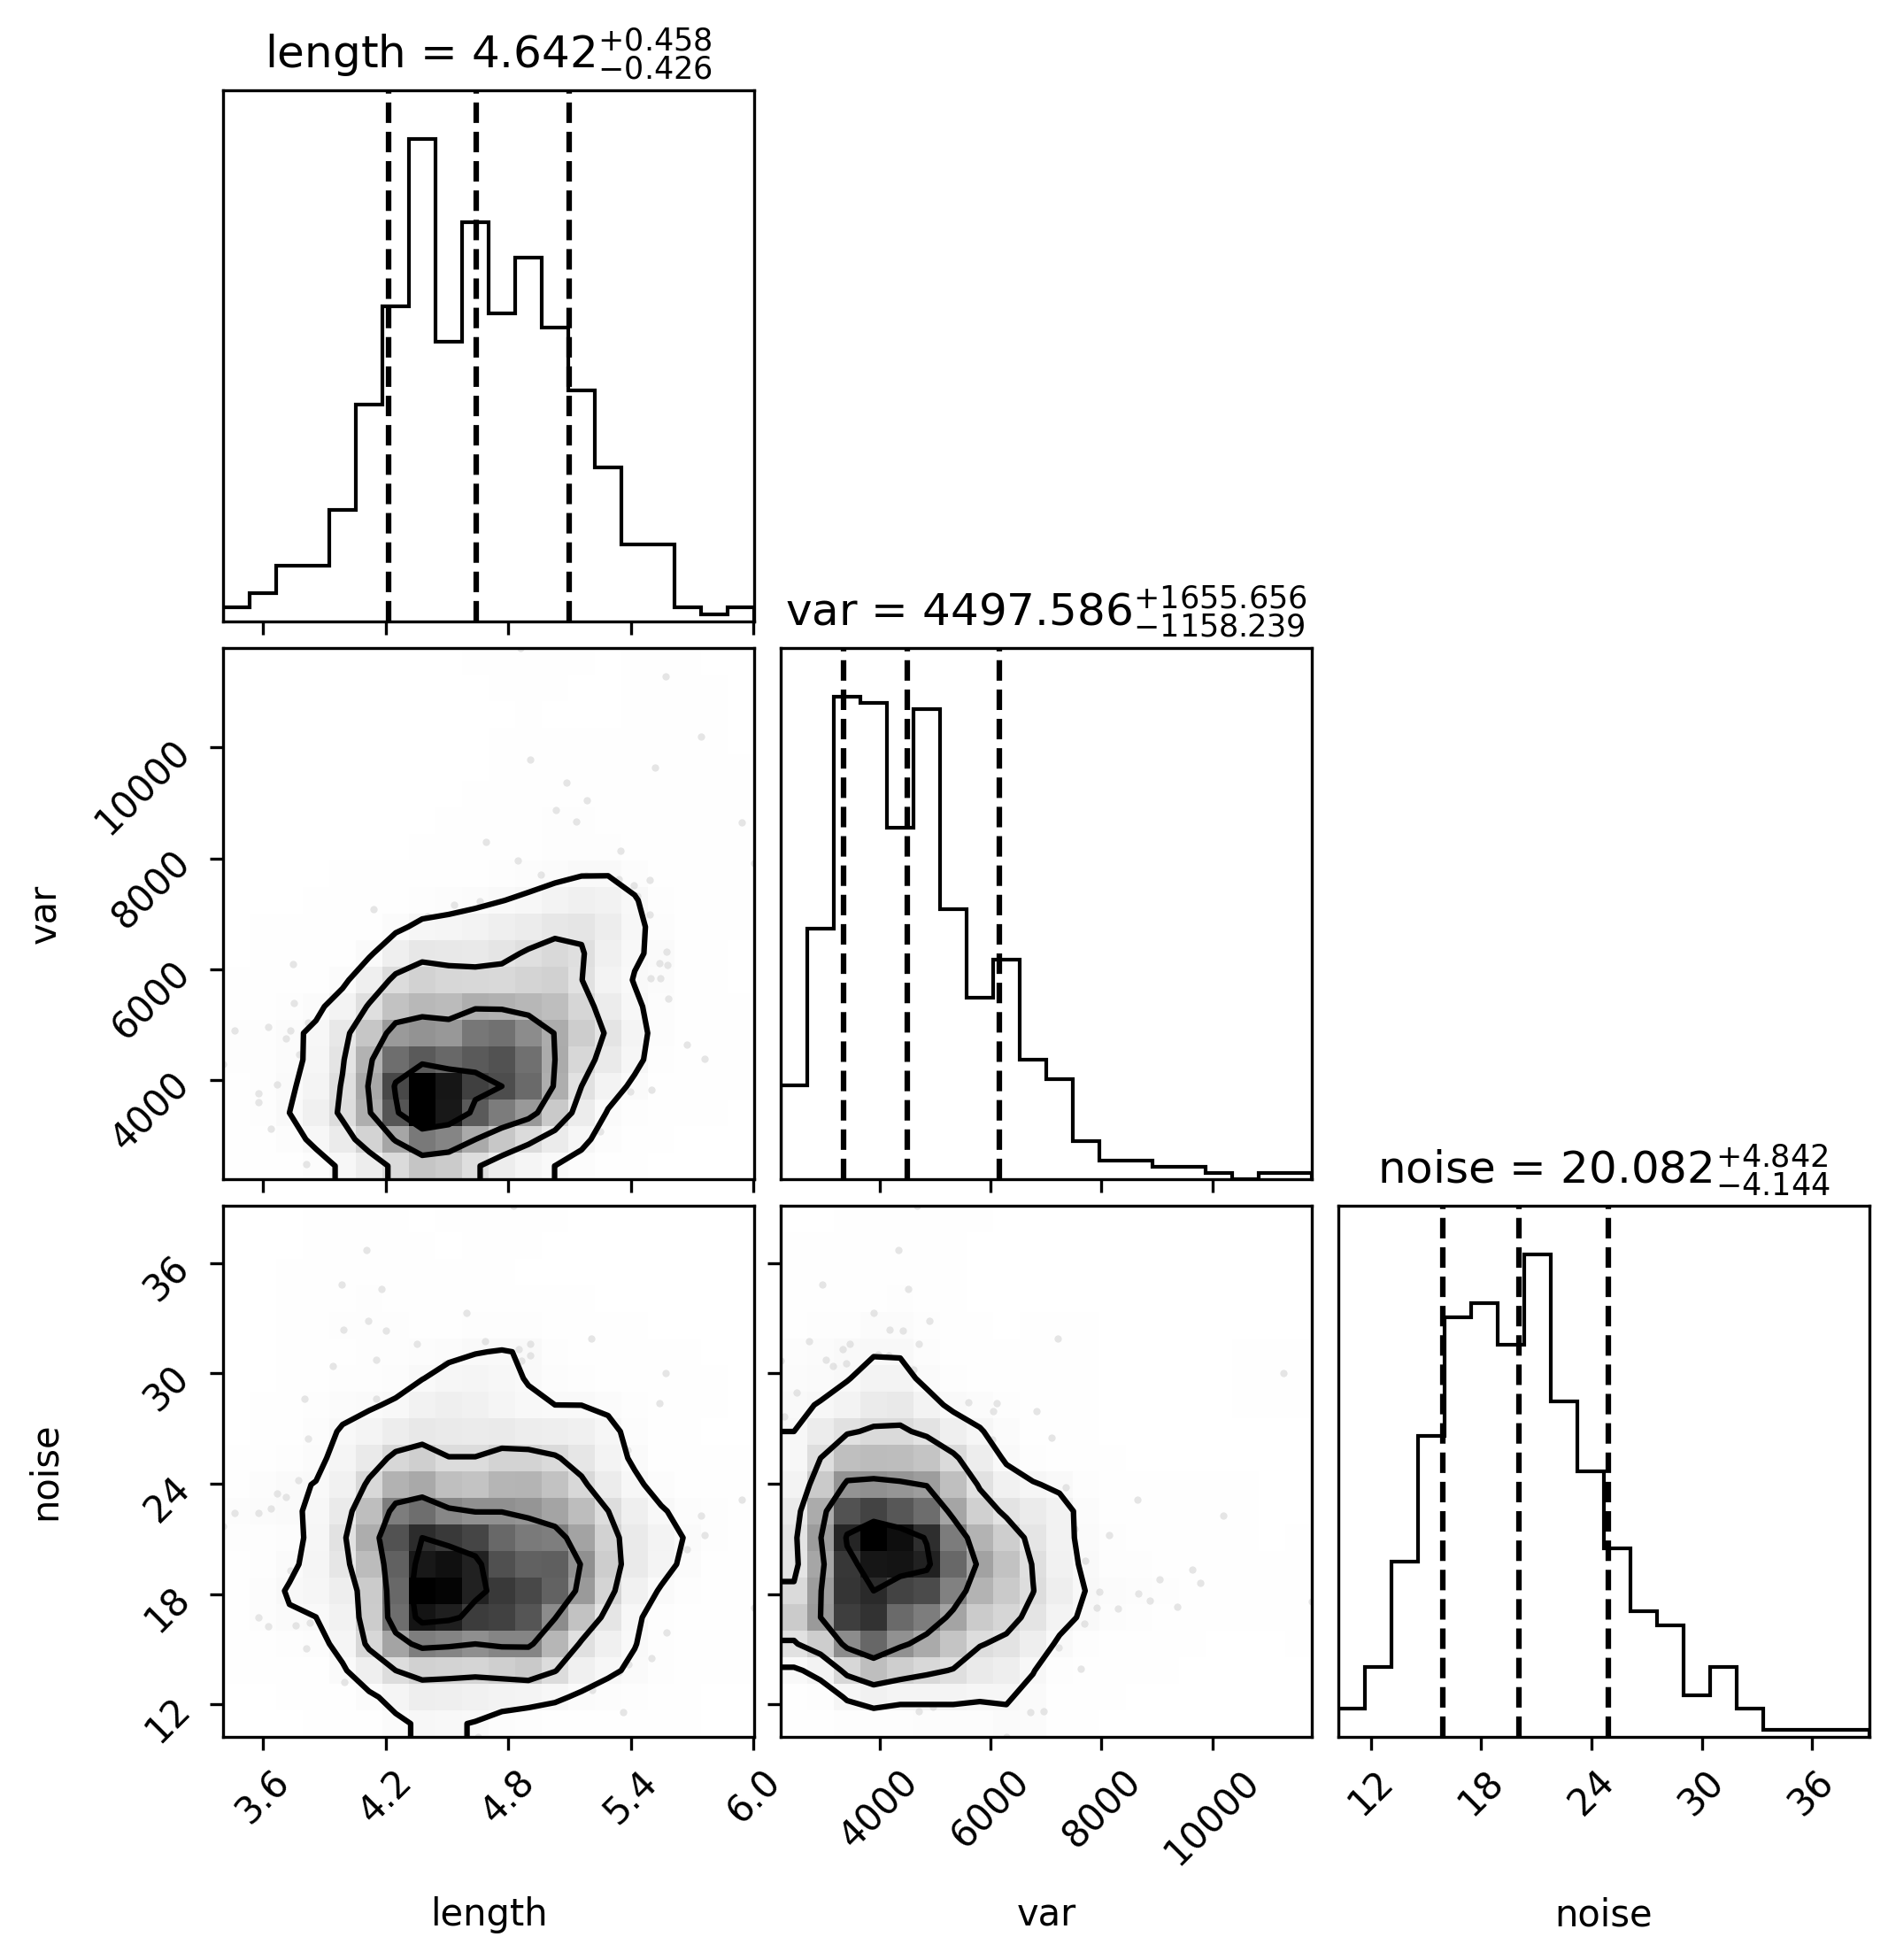 length = 4.642+0.458−0.426
var = 4497.586+1655.656−1158.239
var
10000
8000
6000
4000
noise = 20.082+4.842−4.144
noise
36
30
24
18
12
3.6 4.2 4.8 5.4 6.0 4000 6000 8000 10000 12 18 24 30 36
length var noise